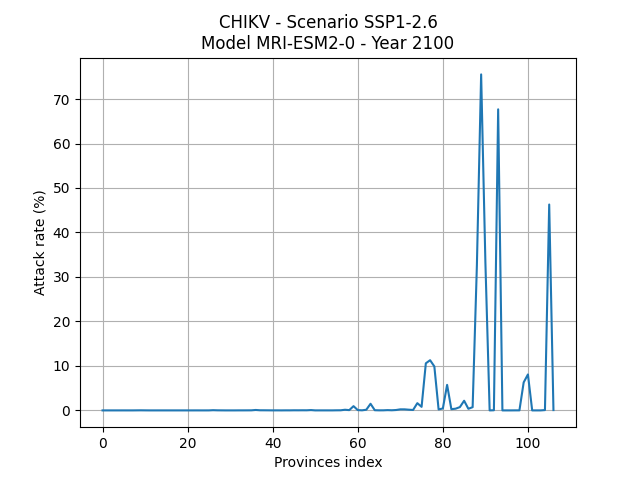 CHIKV - Scenario SSP1-2.6
Model MRI-ESM2-0 - Year 2100
Attack rate (%)
70
60
50
40
30
20
10
0
0 20 40 60 80 100
Provinces index